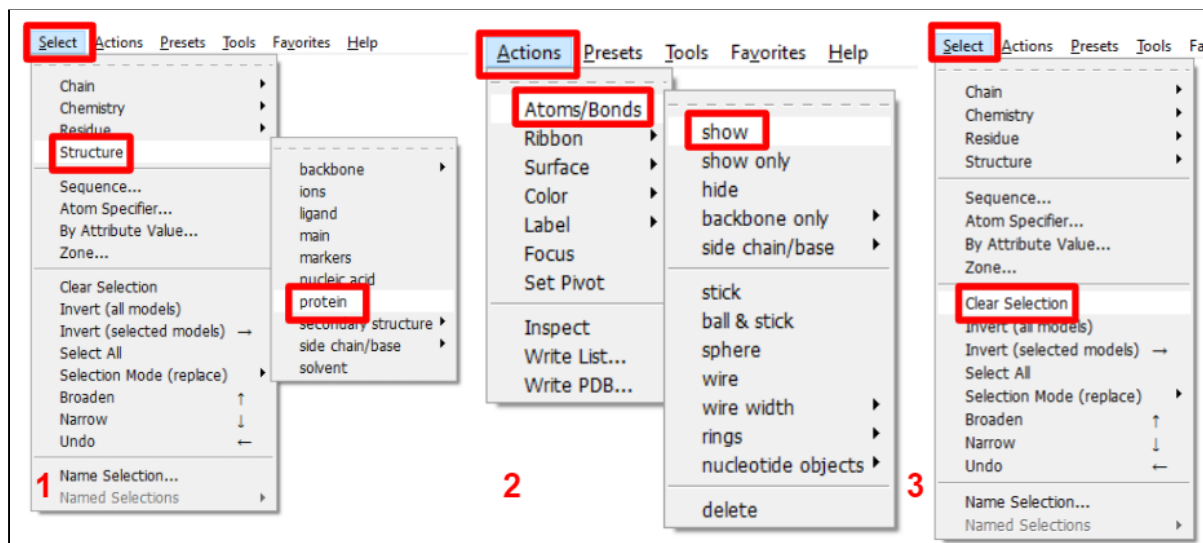 Select Actions Presets Tools Favorites Help
Chain
Chemistry
Residue
Structure
Sequence...
Atom Specifier...
By Attribute Value...
Zone...
Clear Selection
Invert (all models)
Invert (selected models) →
Select All
Selection Mode (replace)
Broaden ↑
Narrow ↓
Undo ←
Name Selection...
Named Selections
backbone
ions
ligand
main
markers
nucleic acid
protein
secondary structure
side chain/base
solvent
1
Actions Presets Tools Favorites Help
Atoms/Bonds
Ribbon
Surface
Color
Label
Focus
Set Pivot
Inspect
Write List...
Write PDB...
show
show only
hide
backbone only
side chain/base
stick
ball & stick
sphere
wire
wire width
rings
nucleotide objects
delete
2
Select Actions Presets Tools Fa
Chain
Chemistry
Residue
Structure
Sequence...
Atom Specifier...
By Attribute Value...
Zone...
Clear Selection
Invert (all models)
Invert (selected models) →
Select All
Selection Mode (replace)
Broaden ↑
Narrow ↓
Undo ←
Name Selection...
Named Selections
3